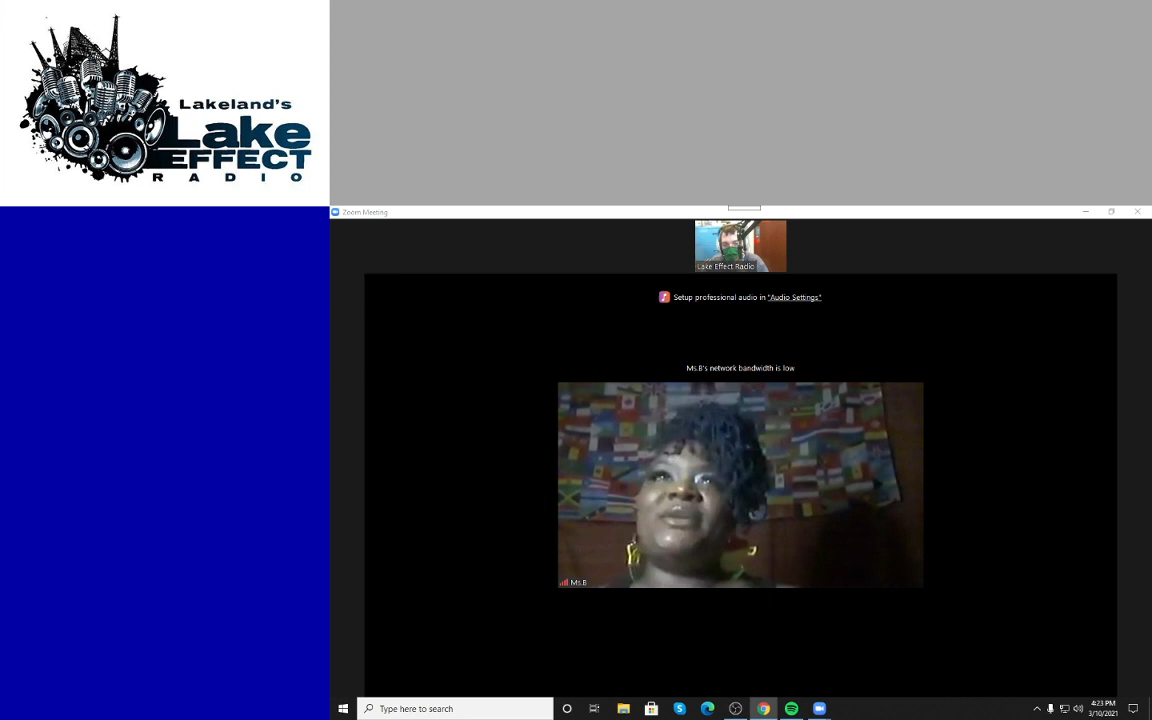 Lakeland's
Lake
EFFECT
RADIO
Zoom Meeting
Lake Effect Radio
Setup professional audio in "Audio Settings"
Ms.B's network bandwidth is low
Ms.B
Type here to search
4:23 PM
3/10/2021